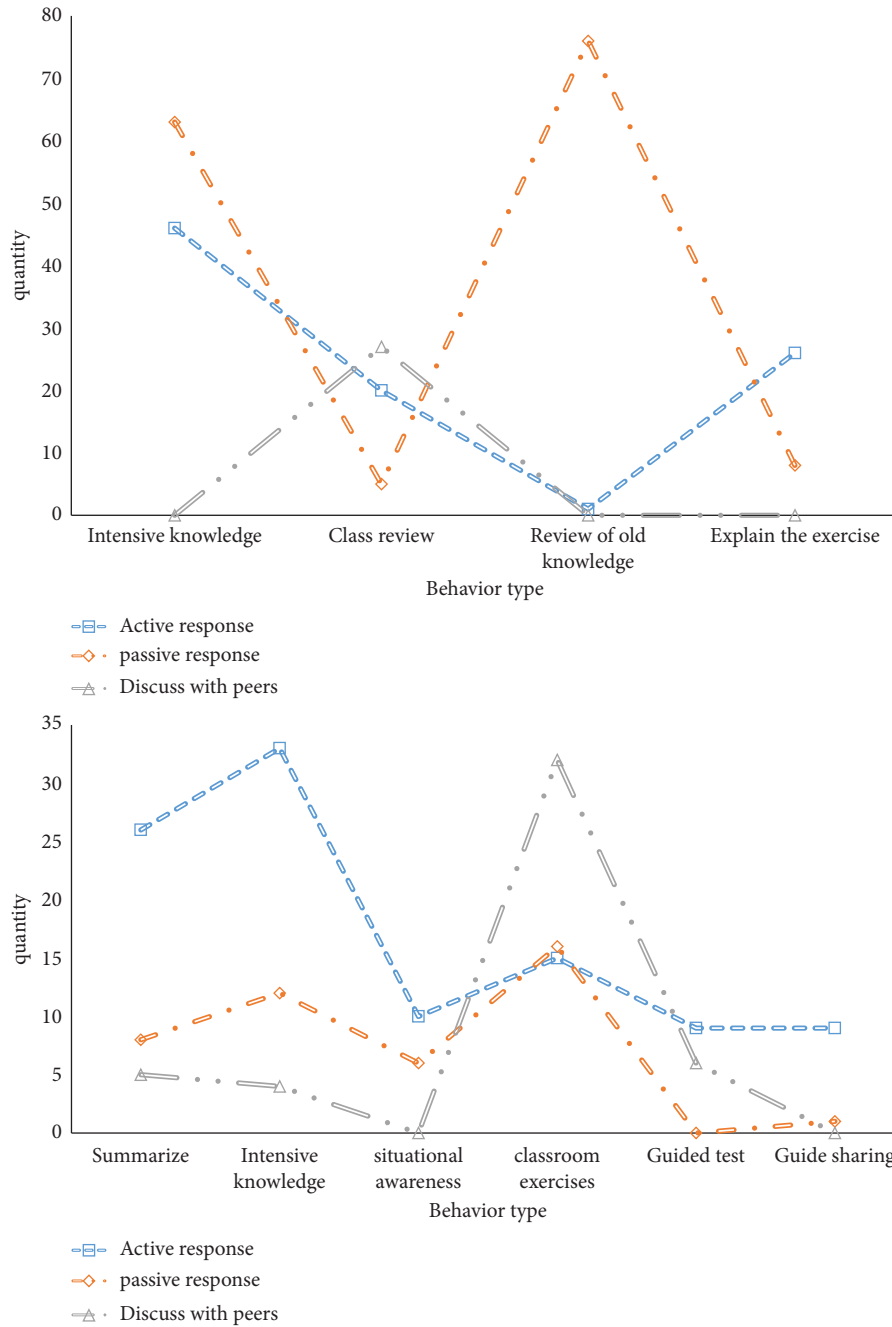 80
70
60
50
40
30
20
10
0
quantity
Intensive knowledge
Class review
Review of old
knowledge
Explain the exercise
Behavior type
Active response
passive response
Discuss with peers
35
30
25
20
15
10
5
0
quantity
Summarize
Intensive
knowledge
situational
awareness
classroom
exercises
Guided test
Guide sharing
Behavior type
Active response
passive response
Discuss with peers